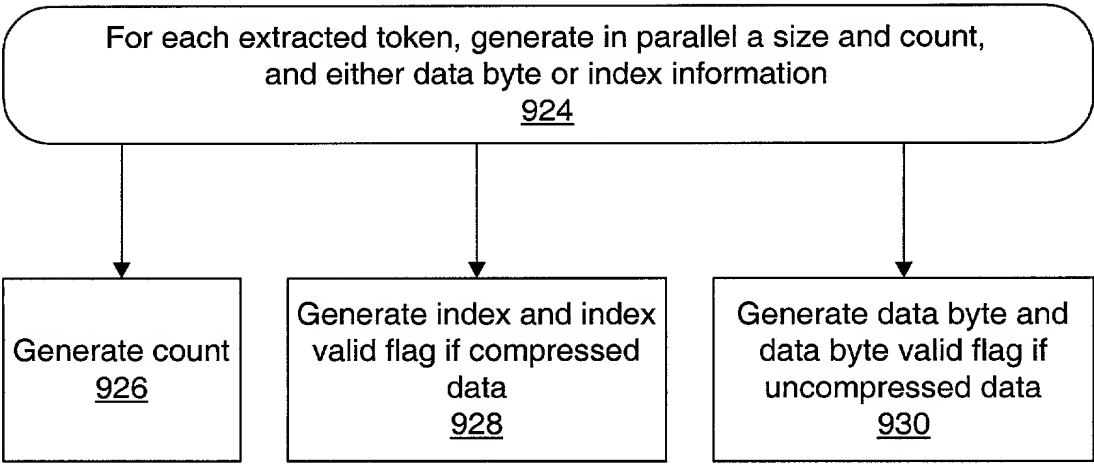 For each extracted token, generate in parallel a size and count,
and either data byte or index information
924
Generate count
926
Generate index and index
valid flag if compressed
data
928
Generate data byte and
data byte valid flag if
uncompressed data
930